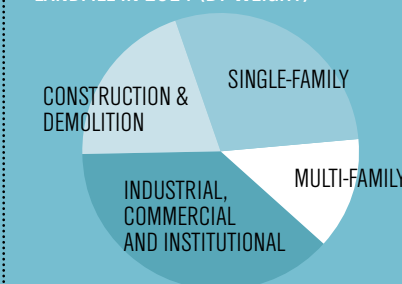 SINGLE-FAMILY
CONSTRUCTION &
DEMOLITION
MULTI-FAMILY
INDUSTRIAL,
COMMERCIAL
AND INSTITUTIONAL